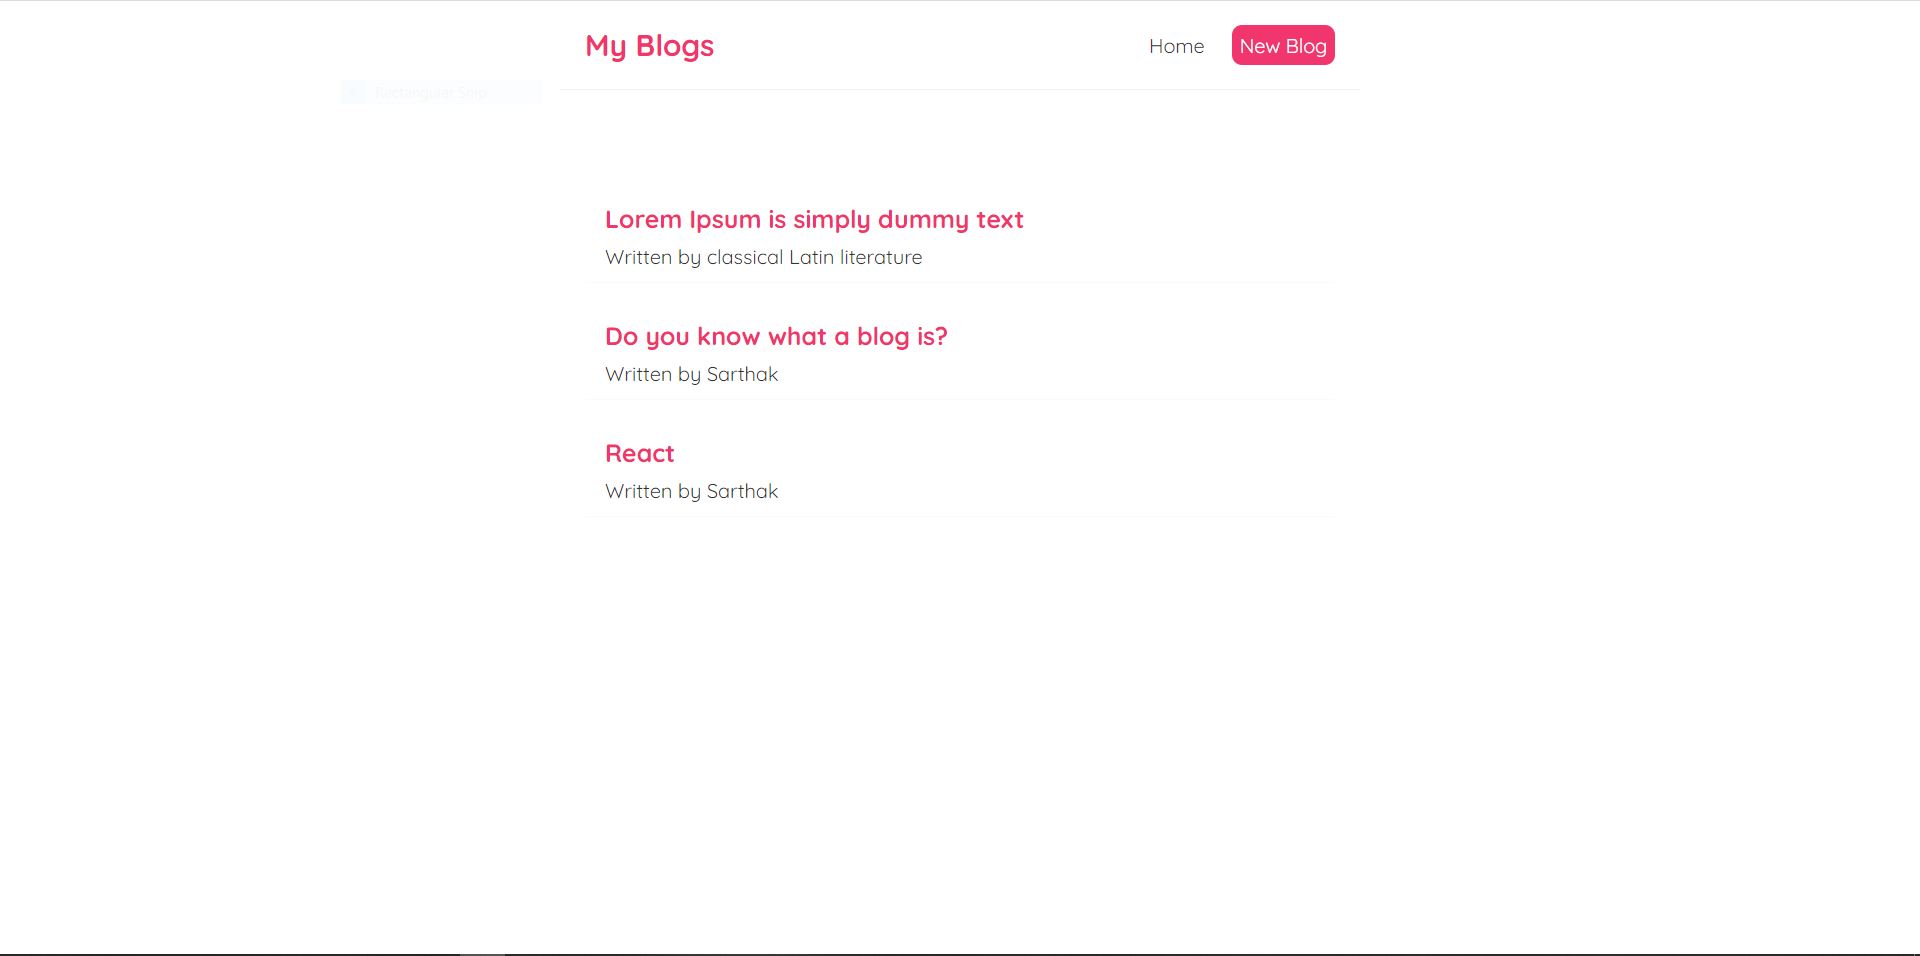 My Blogs
Home
New Blog
Rectangular Snip
Lorem Ipsum is simply dummy text
Written by classical Latin literature
Do you know what a blog is?
Written by Sarthak
React
Written by Sarthak